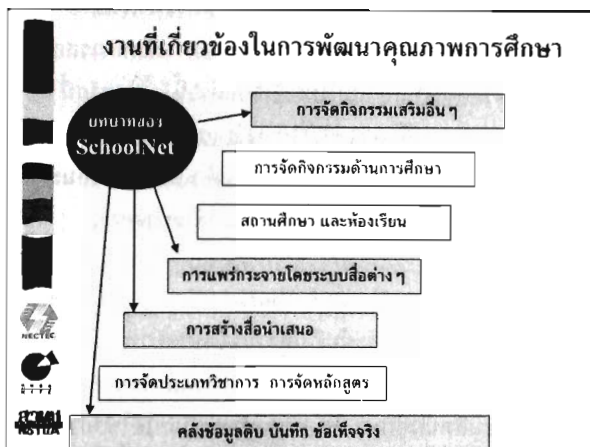 งานที่เกี่ยวข้องในการพัฒนาคุณภาพการศึกษา
บทบาทของ
SchoolNet
การจัดกิจกรรมเสริมอื่น ๆ
การจัดกิจกรรมด้านการศึกษา
สถานศึกษา และห้องเรียน
การแพร่กระจายโดยระบบสื่อต่าง ๆ
การสร้างสื่อนำเสนอ
การจัดประเภทวิชาการ การจัดหลักสูตร
คลังข้อมูลดิบ บันทึก ข้อเท็จจริง
NECTEC
NSTDA